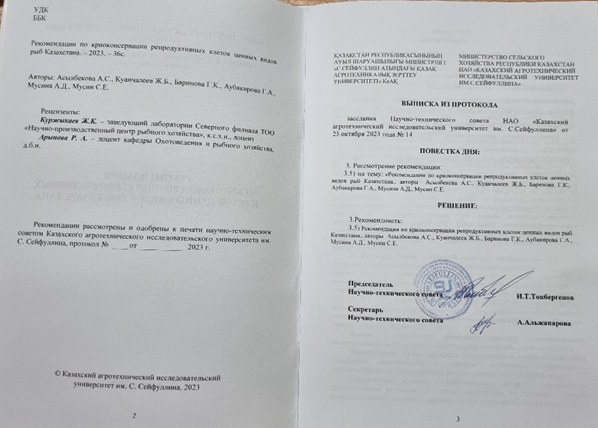 УДК
ББК
Рекомендации по криоконсервации репродуктивных клеток ценных видов
рыб Казахстана. – 2023. – 36с.
Авторы: Асылбекова А.С., Куанчалеев Ж.Б., Баринова Г.К., Аубакирова Г.А.,
Мусина А.Д., Мусин С.Е.
Рецензенты:
Куржыкаев Ж.К. – заведующий лаборатории Северного филиала ТОО
«Научно-производственный центр рыбного хозяйства», к.с.х.н., доцент
Арынова Р. А. – доцент кафедры Охотоведения и рыбного хозяйства,
д.б.н.
Рекомендации рассмотрены и одобрены к печати научно-техническим
советом Казахского агротехнического исследовательского университета им.
С. Сейфуллина, протокол № _ __ от ____ ______ 2023 г.
© Казахский агротехнический исследовательский
университет им. С. Сейфуллина, 2023
2
ҚАЗАҚСТАН РЕСПУБЛИКАСЫНЫҢ
АУЫЛ ШАРУАШЫЛЫҒЫ МИНИСТРЛІГІ
«С.СЕЙФУЛЛИН АТЫНДАҒЫ ҚАЗАҚ
АГРОТЕХНИКАЛЫҚ ЗЕРТТЕУ
УНИВЕРСИТЕТІ» КеАҚ
МИНИСТЕРСТВО СЕЛЬСКОГО
ХОЗЯЙСТВА РЕСПУБЛИКИ КАЗАХСТАН
НАО «КАЗАХСКИЙ АГРОТЕХНИЧЕСКИЙ
ИССЛЕДОВАТЕЛЬСКИЙ УНИВЕРСИТЕТ
ИМ.С.СЕЙФУЛЛИНА»
ВЫПИСКА ИЗ ПРОТОКОЛА
заседания Научно-технического совета НАО «Казахский
агротехнический исследовательский университет им. С.Сейфуллина» от
23 октября 2023 года № 14
ПОВЕСТКА ДНЯ:
3. Рассмотрение рекомендации:
3.5) на тему: «Рекомендации по криоконсервации репродуктивных клеток ценных
видов рыб Казахстана», авторы Асылбекова А.С., Куанчалеев Ж.Б., Баринова Г.К.,
Аубакирова Г.А., Мусина А.Д., Мусин С.Е.
РЕШЕНИЕ:
3.Рекомендовать:
3.5) Рекомендации по криоконсервации репродуктивных клеток ценных видов рыб
Казахстана», авторы Асылбекова А.С., Куанчалеев Ж.Б., Баринова Г.К., Аубакирова Г.А.,
Мусина А.Д., Мусин С.Е.
Председатель
Научно-технического совета И.Т.Токбергенов
Секретарь
Научно-технического совета А.Альжапарова
3